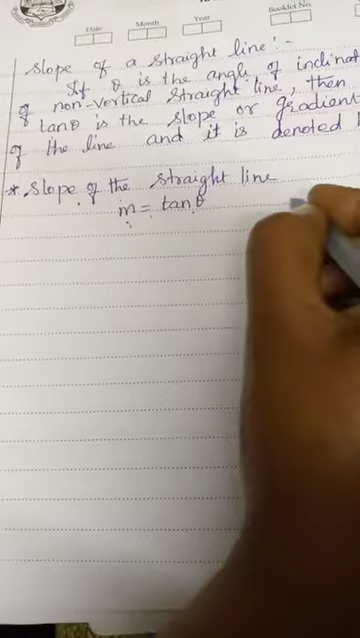 Date Month Year Booklet No.
Slope of a straight line :-
If θ is the angle of
of non-vertical straight line, then
tanθ is the slope or gradient
of the line and it is denoted
* Slope of the straight line
m = tanθ